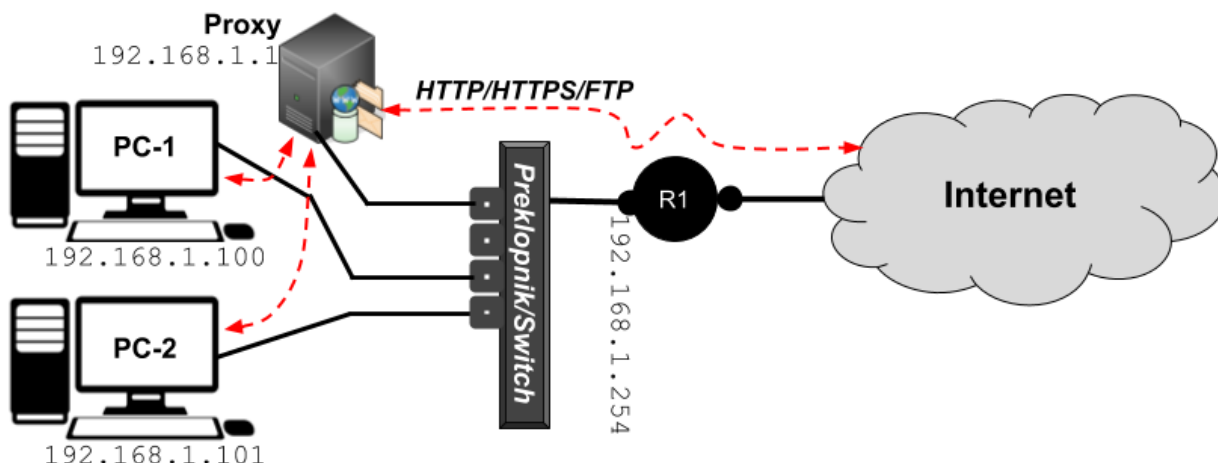 Proxy
192.168.1.1
HTTP/HTTPS/FTP
PC-1
192.168.1.100
Preklopnik/Switch
R1
192.168.1.254
Internet
PC-2
192.168.1.101